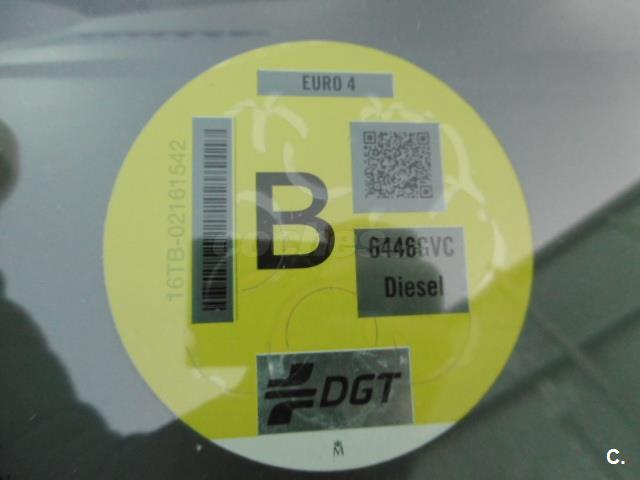 EURO 4
16TB-02161542
B
6446GVC
Diesel
DGT
M
C.